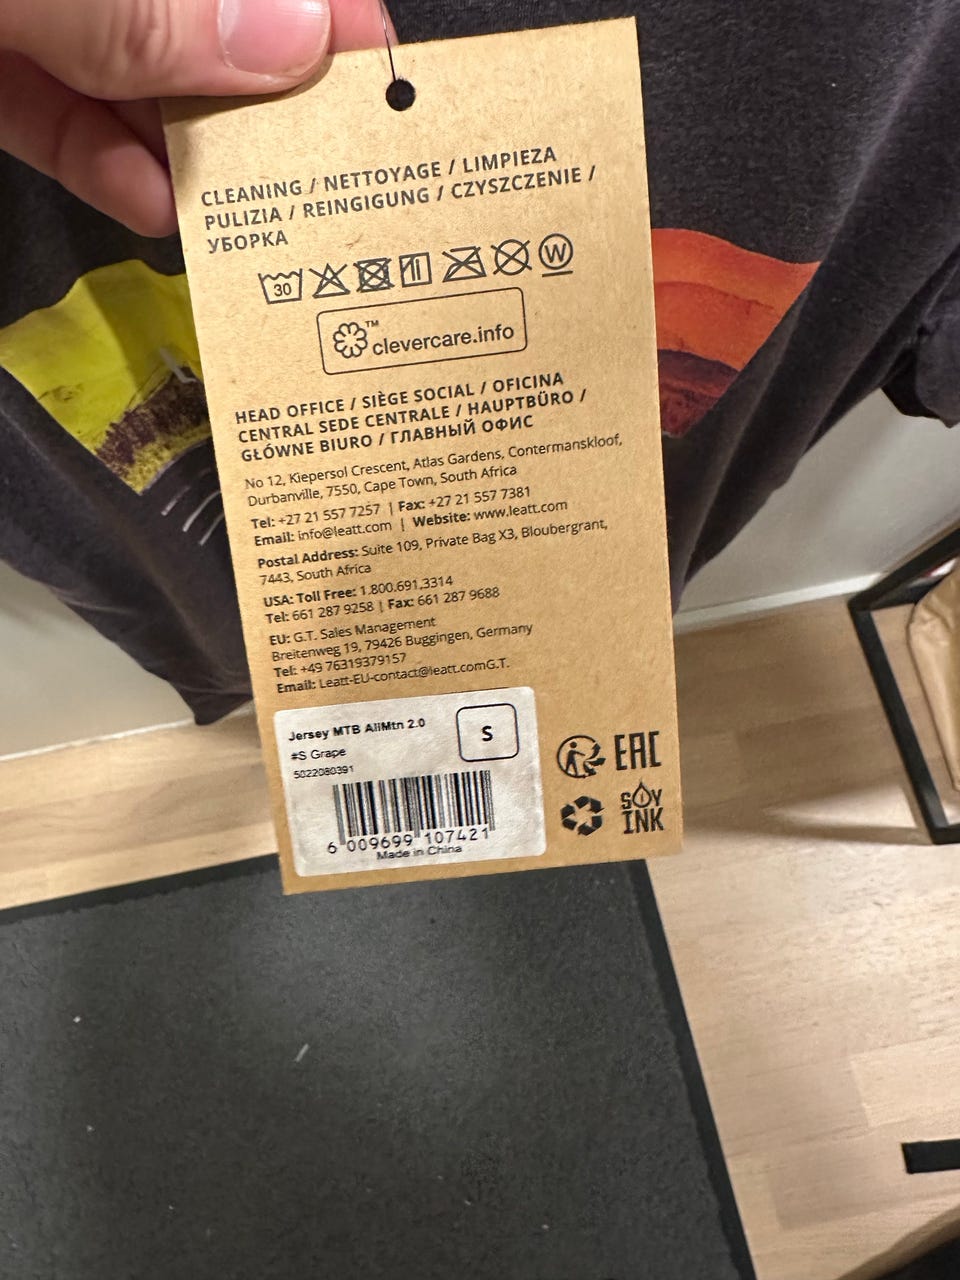 CLEANING / NETTOYAGE / LIMPIEZA
PULIZIA / REINGIGUNG / CZYSZCZENIE /
УБОРКА
30
W
clevercare.info
TM
HEAD OFFICE / SIÈGE SOCIAL / OFICINA
CENTRAL SEDE CENTRALE / HAUPTBÜRO /
GŁÓWNE BIURO / ГЛАВНЫЙ ОФИС
No 12, Kiepersol Crescent, Atlas Gardens, Contermanskloof,
Durbanville, 7550, Cape Town, South Africa
Tel: +27 21 557 7257 | Fax: +27 21 557 7381
Email: info@leatt.com | Website: www.leatt.com
Postal Address: Suite 109, Private Bag X3, Bloubergrant,
7443, South Africa
USA: Toll Free: 1.800.691,3314
Tel: 661 287 9258 | Fax: 661 287 9688
EU: G.T. Sales Management
Breitenweg 19, 79426 Buggingen, Germany
Tel: +49 76319379157
Email: Leatt-EU-contact@leatt.comG.T.
Jersey MTB AllMtn 2.0
#S Grape
5022080391
S
6 009699 107421
Made in China
EAC
SOY
INK